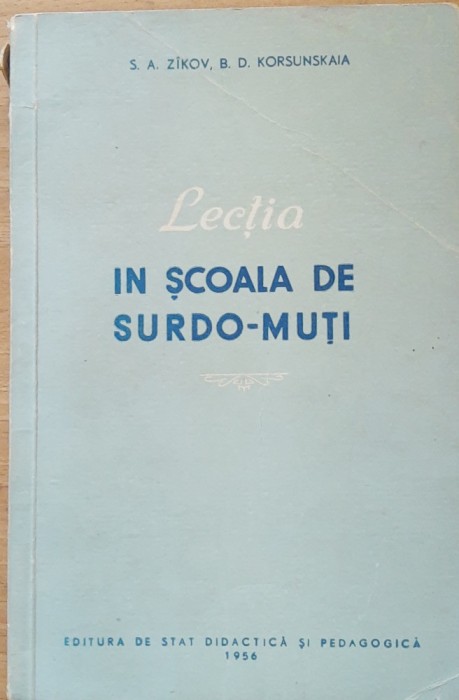 S. A. ZÎKOV, B. D. KORSUNSKAIA
Lecția
IN ȘCOALA DE
SURDO-MUȚI
EDITURA DE STAT DIDACTICĂ ȘI PEDAGOGICĂ
1956